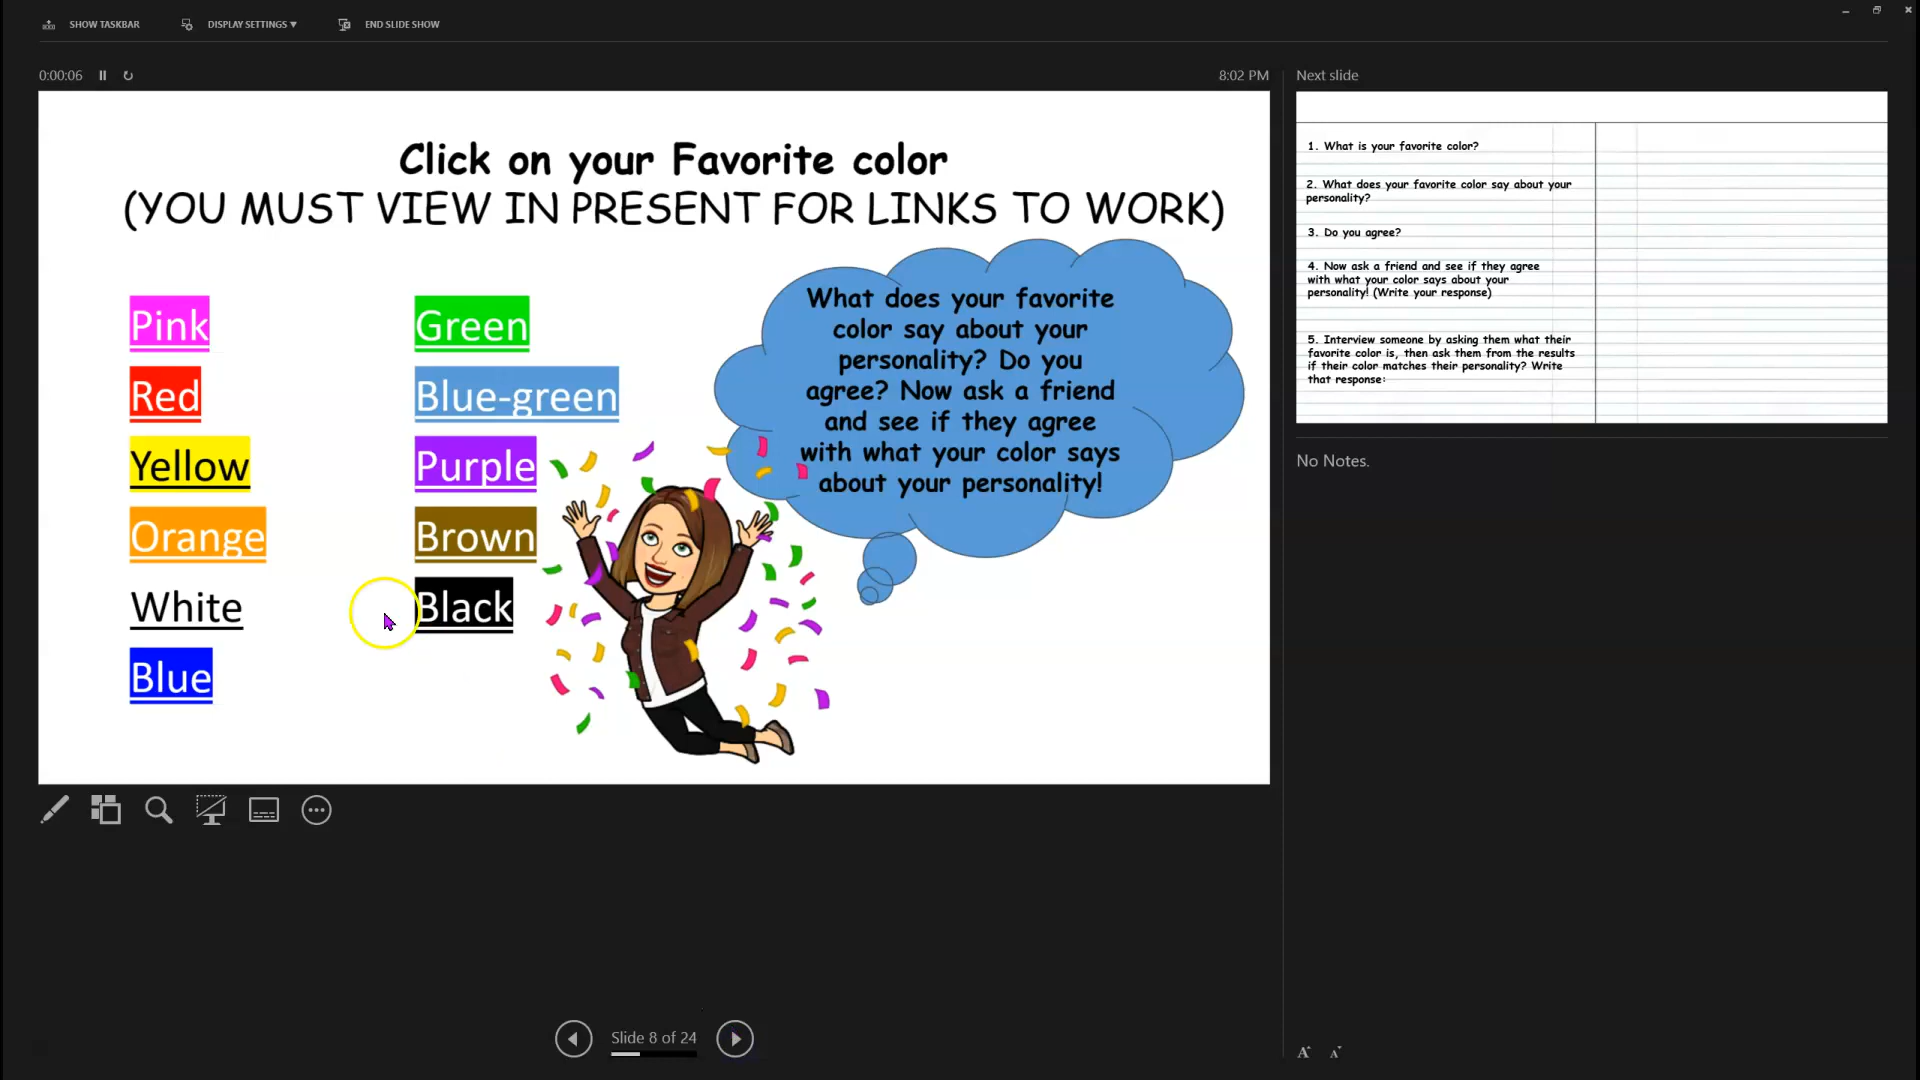 SHOW TASKBAR
DISPLAY SETTINGS ▼
END SLIDE SHOW
0:00:06
8:02 PM
Click on your Favorite color
(YOU MUST VIEW IN PRESENT FOR LINKS TO WORK)
Pink
Red
Yellow
Orange
White
Blue
Green
Blue-green
Purple
Brown
Black
What does your favorite
color say about your
personality? Do you
agree? Now ask a friend
and see if they agree
with what your color says
about your personality!
Slide 8 of 24
Next slide
1. What is your favorite color?
2. What does your favorite color say about your
personality?
3. Do you agree?
4. Now ask a friend and see if they agree
with what your color says about your
personality! (Write your response)
5. Interview someone by asking them what their
favorite color is, then ask them from the results
if their color matches their personality? Write
that response:
No Notes.
A A